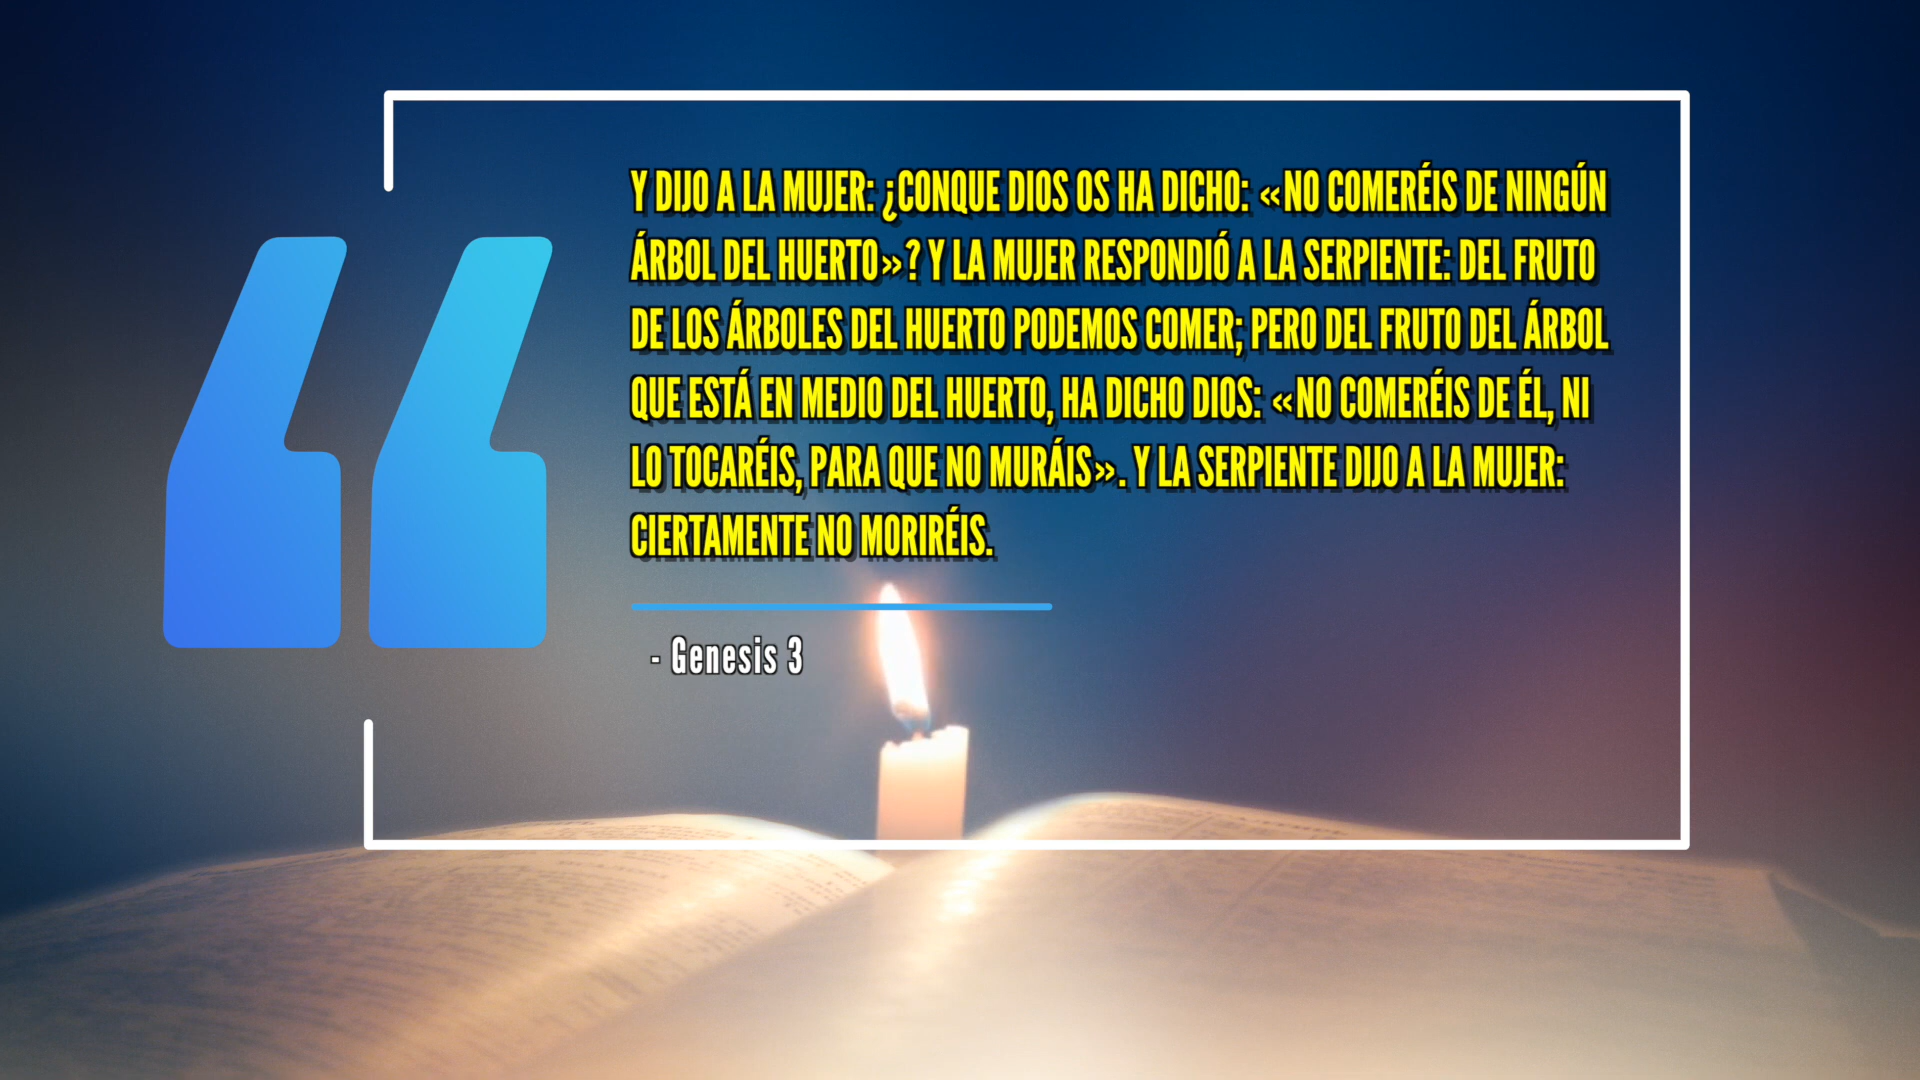 Y DIJO A LA MUJER: ¿CONQUE DIOS OS HA DICHO: «NO COMERÉIS DE NINGÚN
ÁRBOL DEL HUERTO»? Y LA MUJER RESPONDIÓ A LA SERPIENTE: DEL FRUTO
DE LOS ÁRBOLES DEL HUERTO PODEMOS COMER; PERO DEL FRUTO DEL ÁRBOL
QUE ESTÁ EN MEDIO DEL HUERTO, HA DICHO DIOS: «NO COMERÉIS DE ÉL, NI
LO TOCARÉIS, PARA QUE NO MURÁIS». Y LA SERPIENTE DIJO A LA MUJER:
CIERTAMENTE NO MORIRÉIS.
- Genesis 3